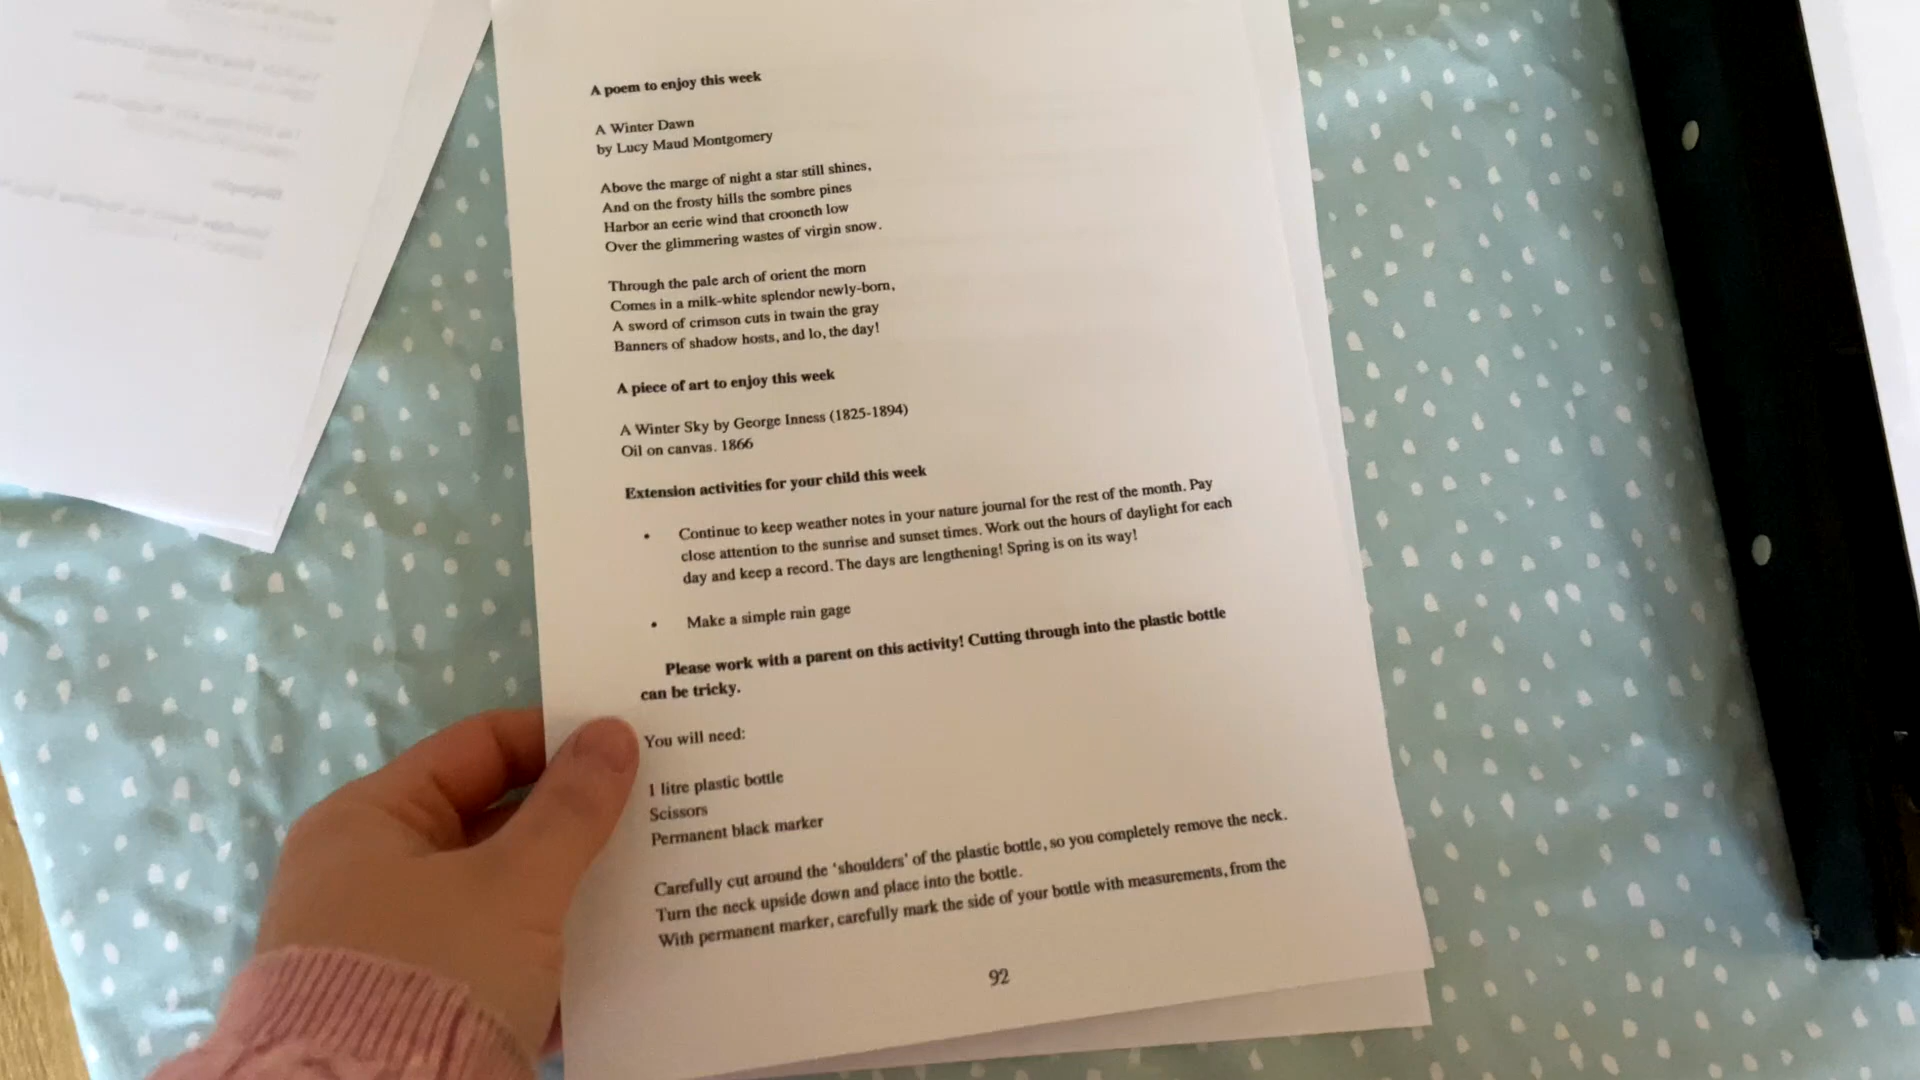 A poem to enjoy this week
A Winter Dawn
by Lucy Maud Montgomery
Above the marge of night a star still shines,
And on the frosty hills the sombre pines
Harbor an eerie wind that crooneth low
Over the glimmering wastes of virgin snow.
Through the pale arch of orient the morn
Comes in a milk-white splendor newly-born,
A sword of crimson cuts in twain the gray
Banners of shadow hosts, and lo, the day!
A piece of art to enjoy this week
A Winter Sky by George Inness (1825-1894)
Oil on canvas. 1866
Extension activities for your child this week
• Continue to keep weather notes in your nature journal for the rest of the month. Pay
close attention to the sunrise and sunset times. Work out the hours of daylight for each
day and keep a record. The days are lengthening! Spring is on its way!
• Make a simple rain gage
Please work with a parent on this activity! Cutting through into the plastic bottle
can be tricky.
You will need:
1 litre plastic bottle
Scissors
Permanent black marker
Carefully cut around the ‘shoulders’ of the plastic bottle, so you completely remove the neck.
Turn the neck upside down and place into the bottle.
With permanent marker, carefully mark the side of your bottle with measurements, from the
92